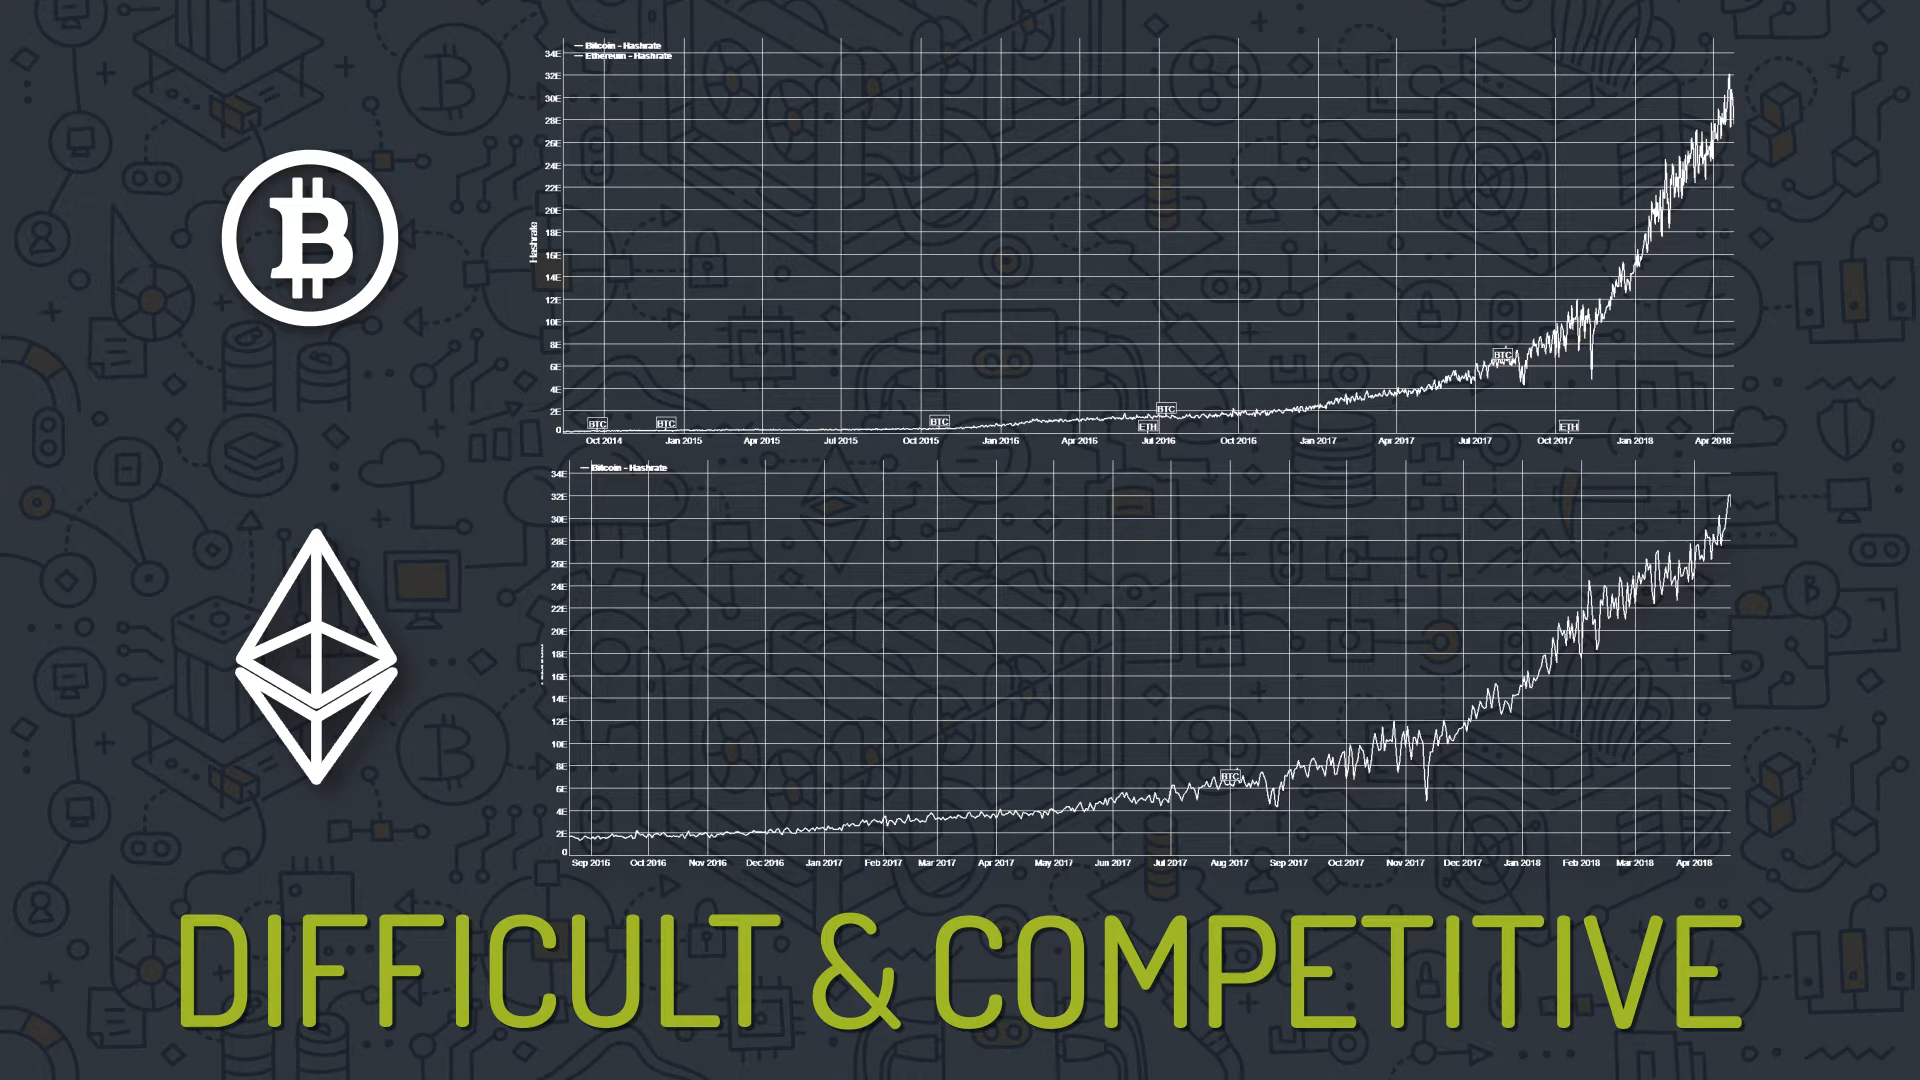 Bitcoin - Hashrate
Ethereum - Hashrate
34E
32E
30E
28E
26E
24E
22E
20E
18E
16E
14E
12E
10E
8E
6E
4E
2E
0
Hashrate
BTC
BTC
BTC
BTC
ETH
BTC
ETH
Oct 2014 Jan 2015 Apr 2015 Jul 2015 Oct 2015 Jan 2016 Apr 2016 Jul 2016 Oct 2016 Jan 2017 Apr 2017 Jul 2017 Oct 2017 Jan 2018 Apr 2018
Bitcoin - Hashrate
34E
32E
30E
28E
26E
24E
22E
20E
18E
16E
14E
12E
10E
8E
6E
4E
2E
0
BTC
Sep 2016 Oct 2016 Nov 2016 Dec 2016 Jan 2017 Feb 2017 Mar 2017 Apr 2017 May 2017 Jun 2017 Jul 2017 Aug 2017 Sep 2017 Oct 2017 Nov 2017 Dec 2017 Jan 2018 Feb 2018 Mar 2018 Apr 2018
DIFFICULT & COMPETITIVE